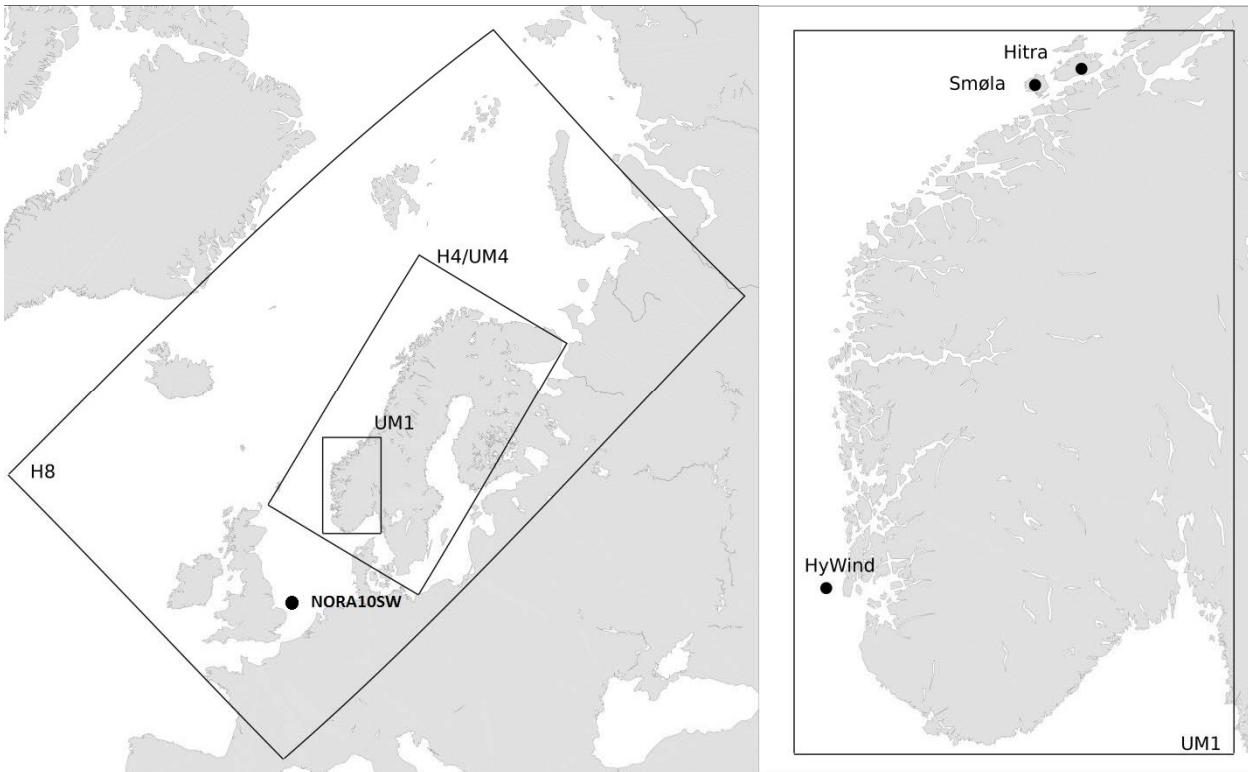 H4/UM4
UM1
H8
NORA10SW
Hitra
Smøla
HyWind
UM1